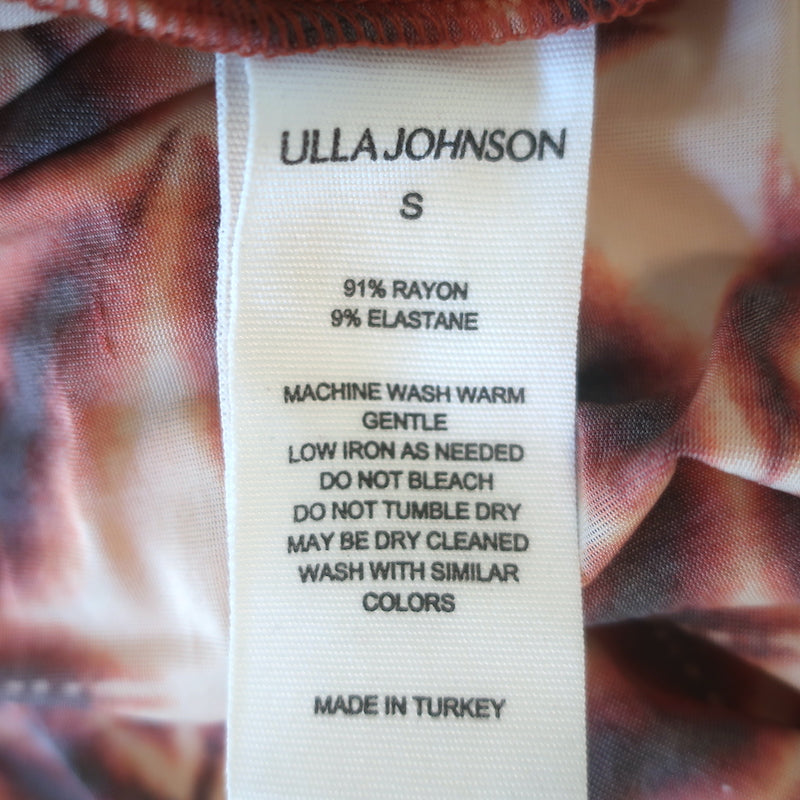 ULLA JOHNSON
S
91% RAYON
9% ELASTANE
MACHINE WASH WARM
GENTLE
LOW IRON AS NEEDED
DO NOT BLEACH
DO NOT TUMBLE DRY
MAY BE DRY CLEANED
WASH WITH SIMILAR
COLORS
MADE IN TURKEY